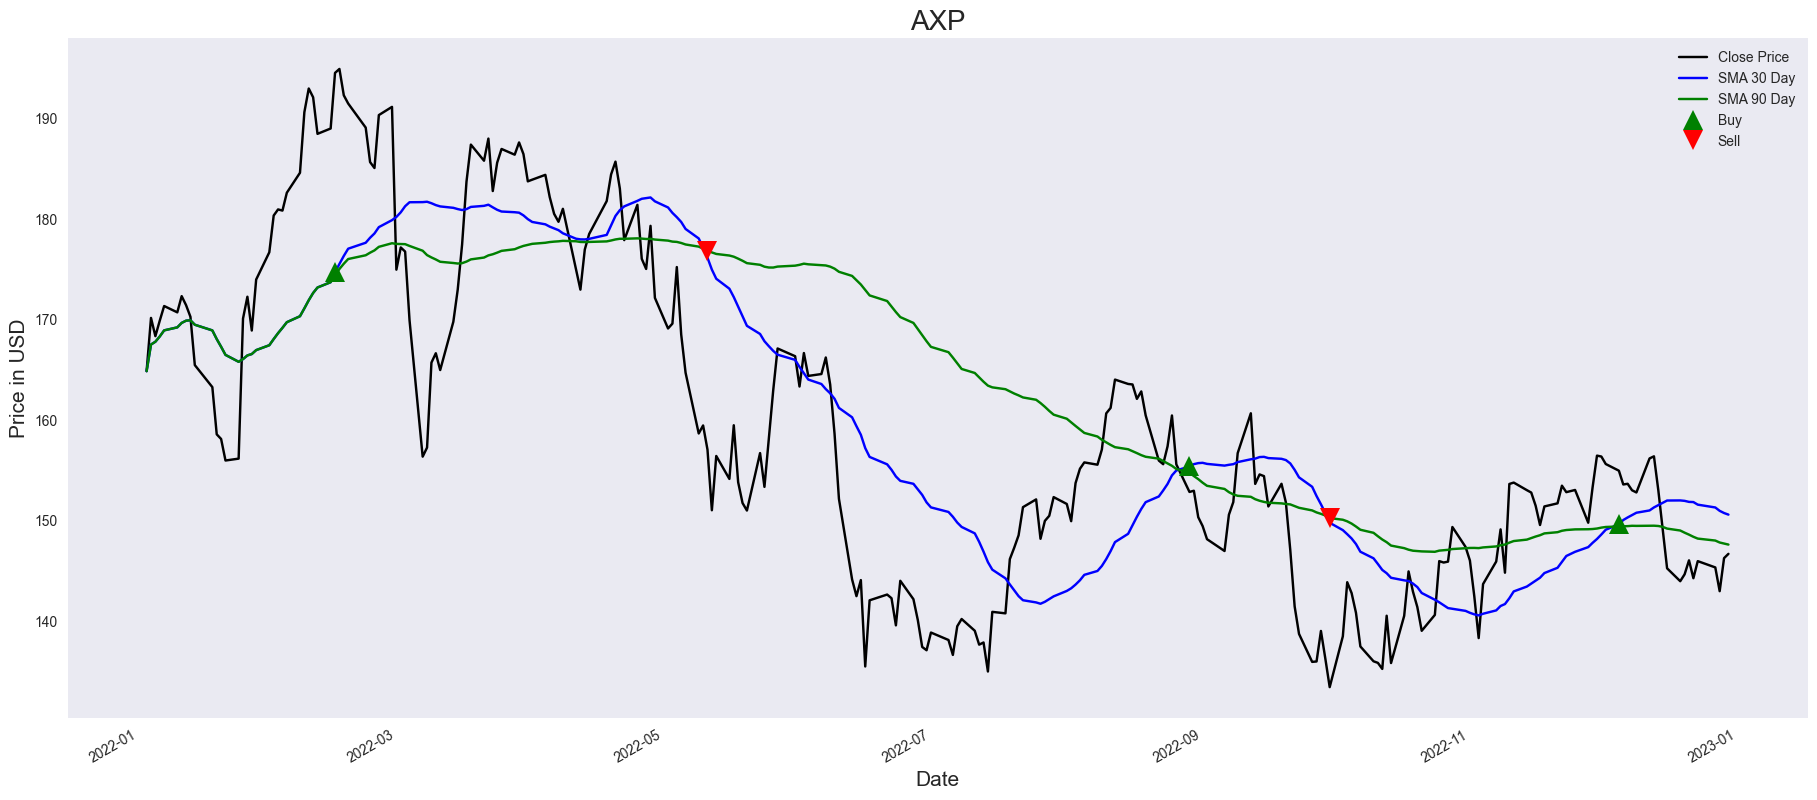 AXP
Close Price
SMA 30 Day
SMA 90 Day
Buy
Sell
Price in USD
190
180
170
160
150
140
2022-01
2022-03
2022-05
2022-07
2022-09
2022-11
2023-01
Date